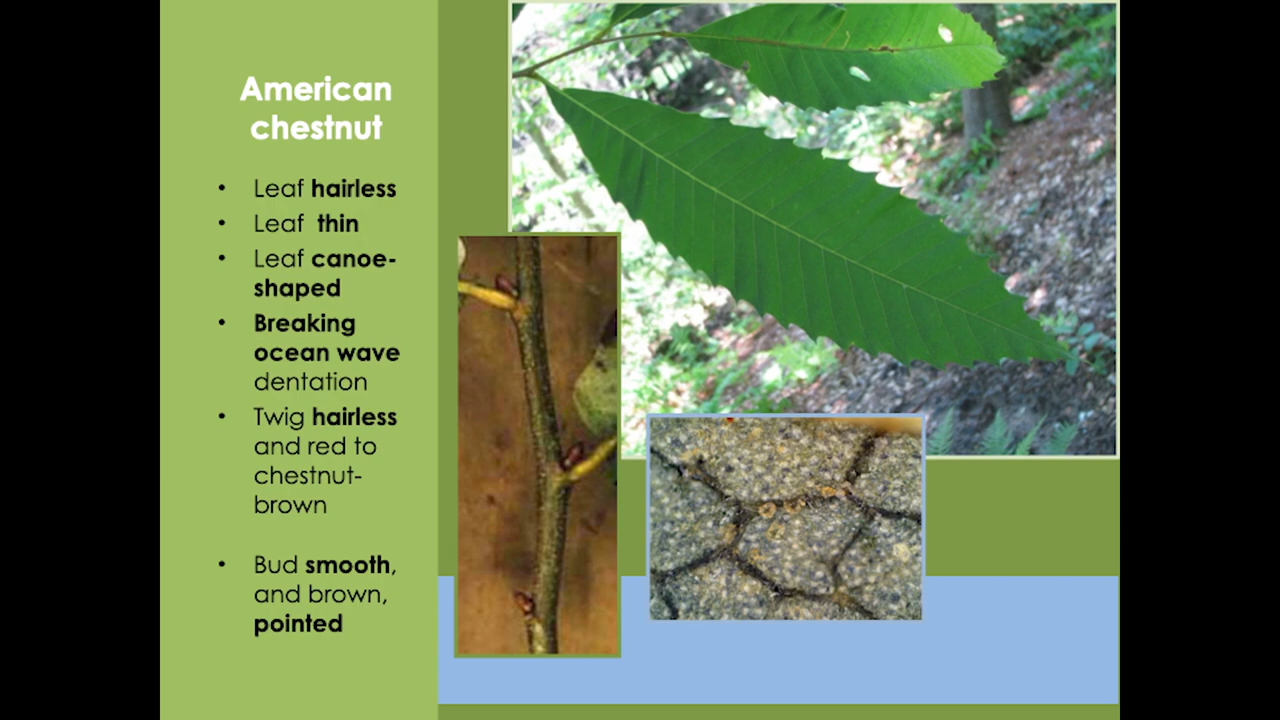 American
chestnut
• Leaf hairless
• Leaf thin
• Leaf canoe-
shaped
• Breaking
ocean wave
dentation
• Twig hairless
and red to
chestnut-
brown
• Bud smooth,
and brown,
pointed